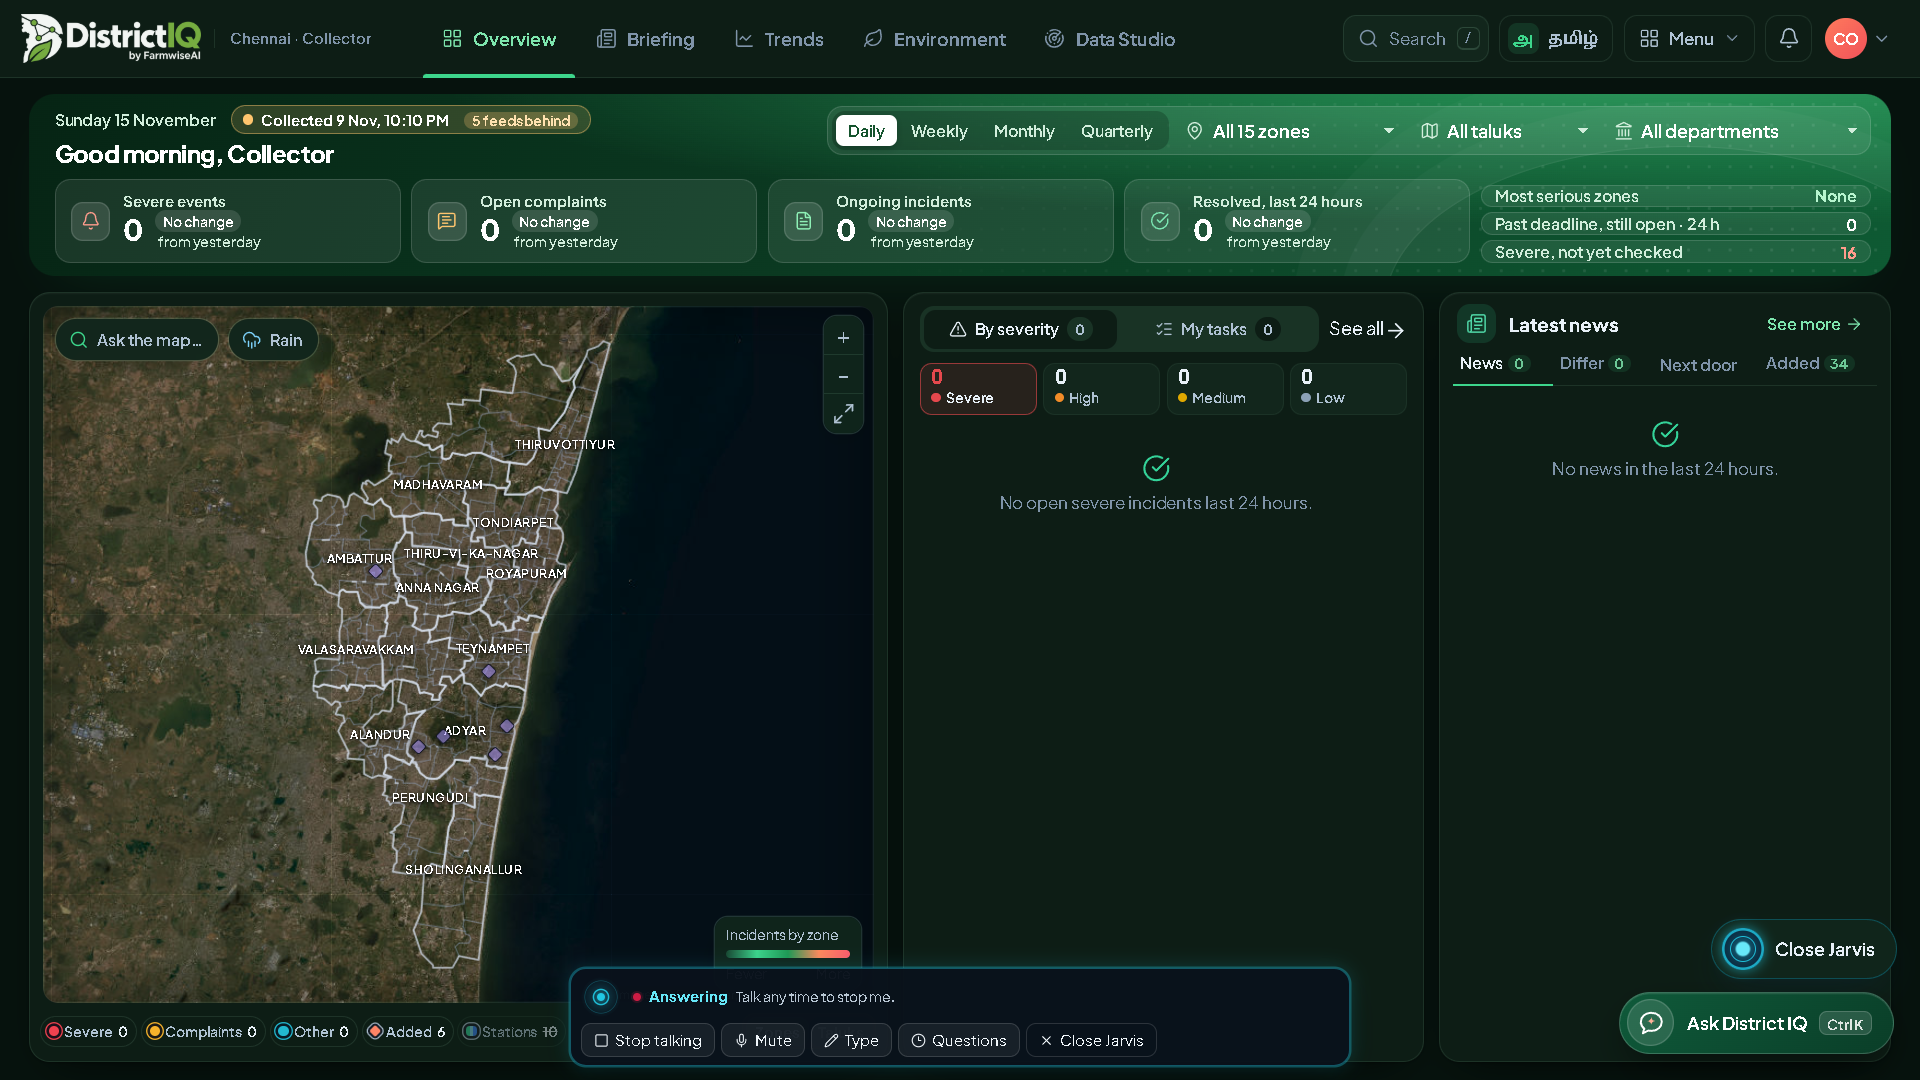 DistrictIQ
by FarmwiseAI
Chennai · Collector
Overview
Briefing
Trends
Environment
Data Studio
Search /
அ தமிழ்
Menu
CO
Sunday 15 November
Collected 9 Nov, 10:10 PM 5 feeds behind
Good morning, Collector
Daily Weekly Monthly Quarterly
All 15 zones
All taluks
All departments
Severe events
0 No change
from yesterday
Open complaints
0 No change
from yesterday
Ongoing incidents
0 No change
from yesterday
Resolved, last 24 hours
0 No change
from yesterday
Most serious zones None
Past deadline, still open · 24 h 0
Severe, not yet checked 16
Ask the map...
Rain
+
−
THIRUVOTTIYUR
MADHAVARAM
TONDIARPET
AMBATTUR
THIRU-VI-KA-NAGAR
ROYAPURAM
ANNA NAGAR
VALASARAVAKKAM
TEYNAMPET
ALANDUR
ADYAR
PERUNGUDI
SHOLINGANALLUR
Incidents by zone
Severe 0
Complaints 0
Other 0
Added 6
Stations 10
By severity 0
My tasks 0
See all →
0
Severe
0
High
0
Medium
0
Low
No open severe incidents last 24 hours.
Latest news
See more →
News 0
Differ 0
Next door
Added 34
No news in the last 24 hours.
Answering Talk any time to stop me.
Stop talking
Mute
Type
Questions
Close Jarvis
Close Jarvis
Ask District IQ Ctrl K